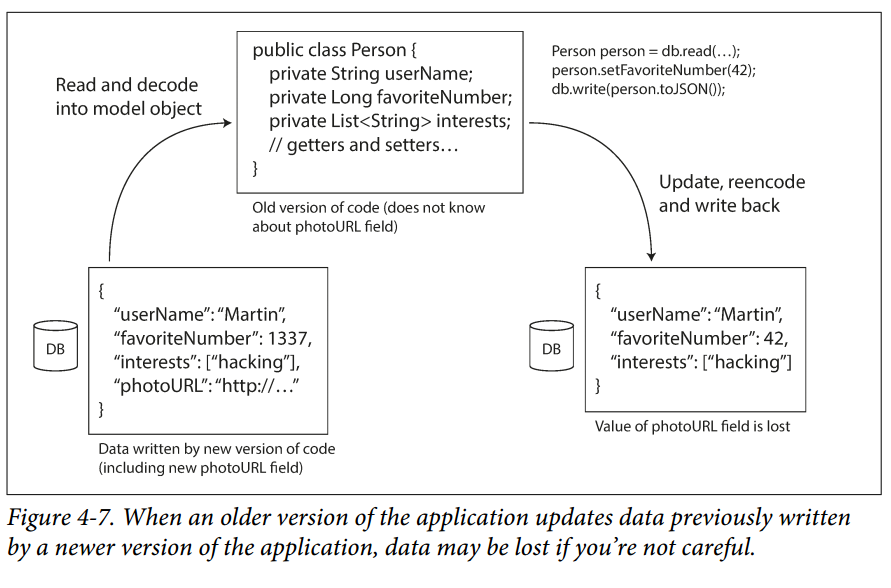 Read and decode
into model object
public class Person {
private String userName;
private Long favoriteNumber;
private List<String> interests;
// getters and setters…
}
Old version of code (does not know
about photoURL field)
Person person = db.read(…);
person.setFavoriteNumber(42);
db.write(person.toJSON());
Update, reencode
and write back
DB
{
“userName”: “Martin”,
“favoriteNumber”: 1337,
“interests”: [“hacking”],
“photoURL”: “http://…”
}
Data written by new version of code
(including new photoURL field)
DB
{
“userName”: “Martin”,
“favoriteNumber”: 42,
“interests”: [“hacking”]
}
Value of photoURL field is lost
Figure 4-7. When an older version of the application updates data previously written
by a newer version of the application, data may be lost if you’re not careful.